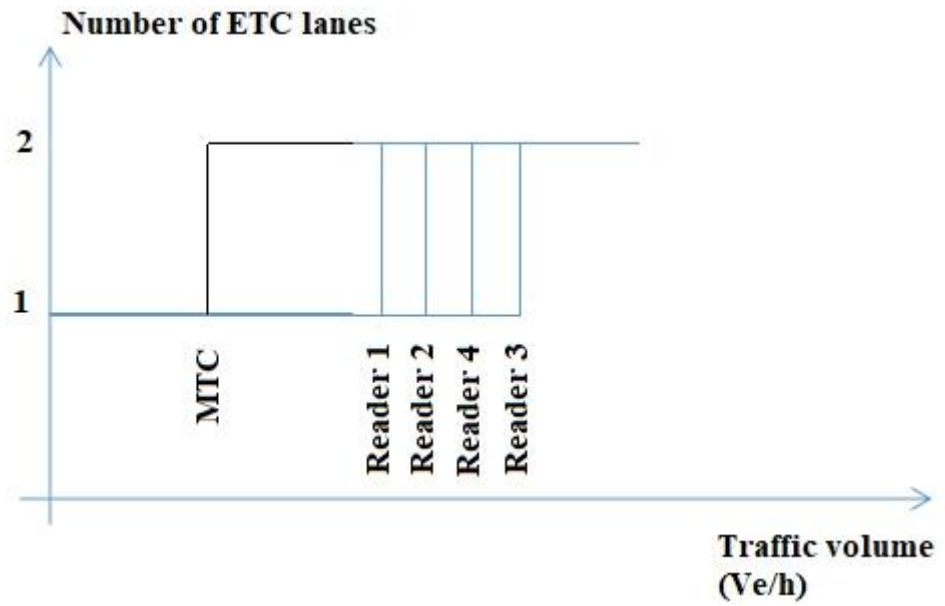 Number of ETC lanes
2
1
MTC
Reader 1
Reader 2
Reader 4
Reader 3
Traffic volume
(Ve/h)